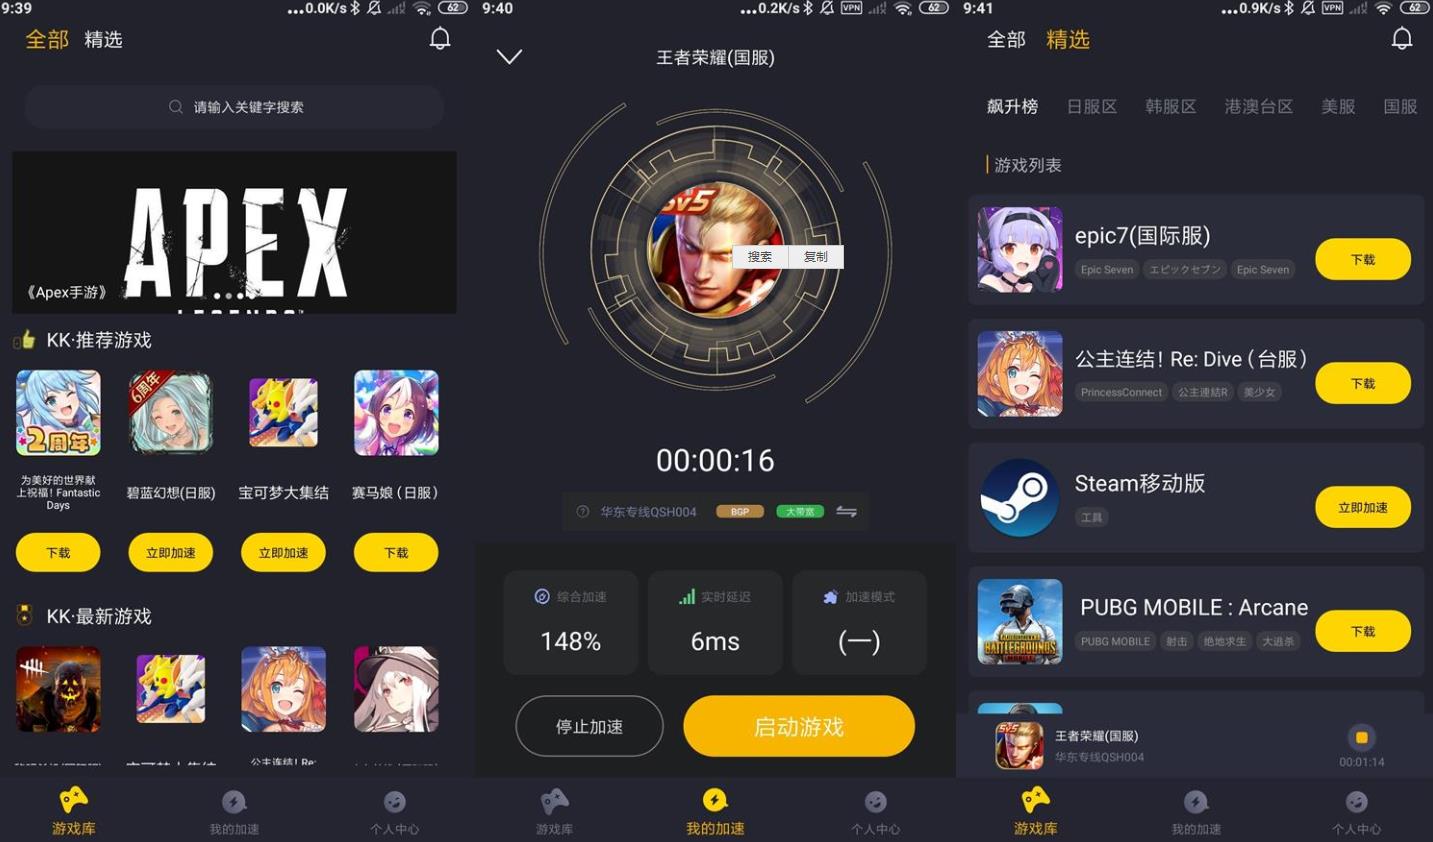 9:39
...0.0K/s
62
全部 精选
请输入关键字搜索
APEX
LEGENDS
《Apex手游》
KK·推荐游戏
2周年
6周年
为美好的世界献上祝福！Fantastic Days
碧蓝幻想(日服)
宝可梦大集结
赛马娘（日服）
下载
立即加速
立即加速
下载
KK·最新游戏
宝可梦大集结
公主连结！Re:
游戏库
我的加速
个人中心
9:40
...0.2K/s
VPN
62
王者荣耀(国服)
5v5
搜索
复制
00:00:16
华东专线QSH004
BGP
大带宽
综合加速
实时延迟
加速模式
148%
6ms
(一)
停止加速
启动游戏
游戏库
我的加速
个人中心
9:41
...0.9K/s
VPN
62
全部 精选
飙升榜 日服区 韩服区 港澳台区 美服 国服
游戏列表
epic7(国际服)
Epic Seven エピックセブン Epic Seven
下载
公主连结！Re: Dive（台服）
PrincessConnect 公主連結R 美少女
下载
Steam移动版
工具
立即加速
PUBG MOBILE : Arcane
PUBG MOBILE 射击 绝地求生 大逃杀
下载
BATTLEGROUNDS
5v5
王者荣耀(国服)
华东专线QSH004
00:01:14
游戏库
我的加速
个人中心